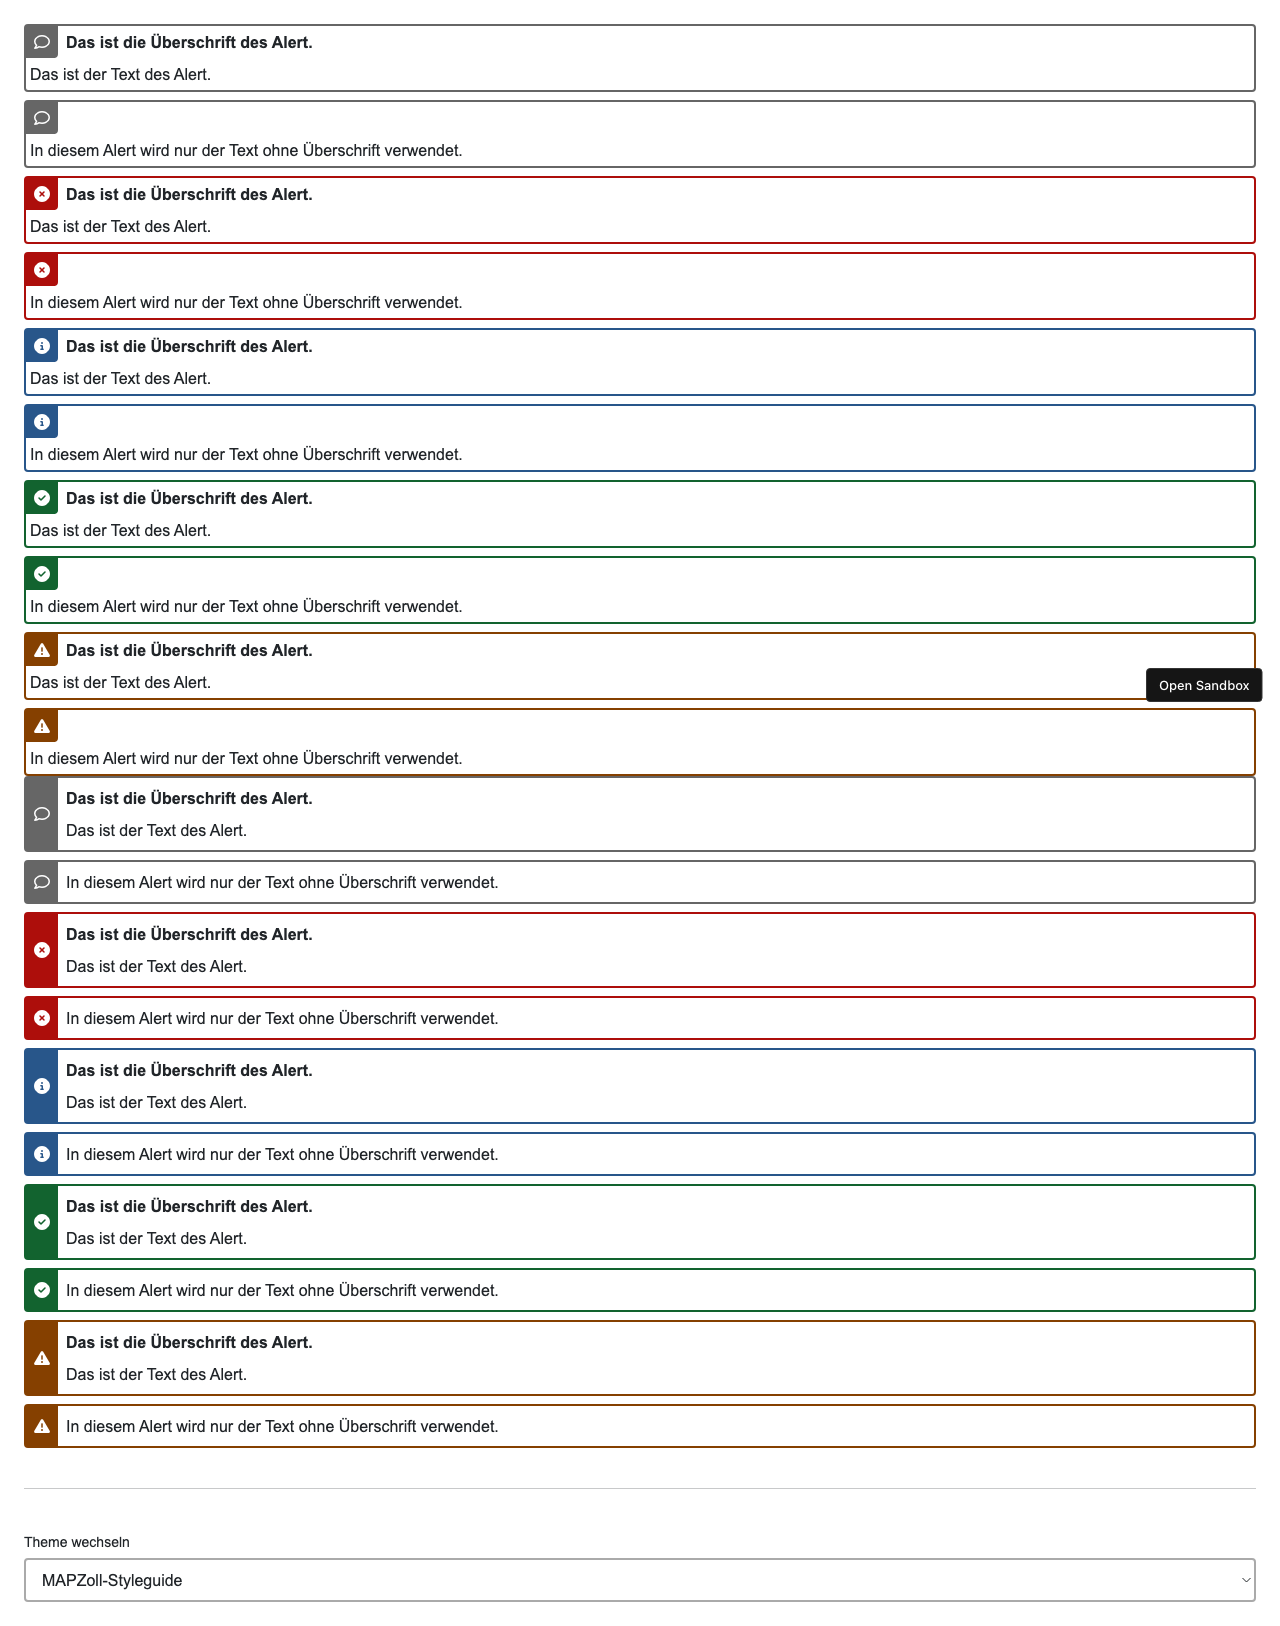 Das ist die Überschrift des Alert.
Das ist der Text des Alert.
In diesem Alert wird nur der Text ohne Überschrift verwendet.
Das ist die Überschrift des Alert.
Das ist der Text des Alert.
In diesem Alert wird nur der Text ohne Überschrift verwendet.
Das ist die Überschrift des Alert.
Das ist der Text des Alert.
In diesem Alert wird nur der Text ohne Überschrift verwendet.
Das ist die Überschrift des Alert.
Das ist der Text des Alert.
In diesem Alert wird nur der Text ohne Überschrift verwendet.
Das ist die Überschrift des Alert.
Das ist der Text des Alert.
Open Sandbox
In diesem Alert wird nur der Text ohne Überschrift verwendet.
Das ist die Überschrift des Alert.
Das ist der Text des Alert.
In diesem Alert wird nur der Text ohne Überschrift verwendet.
Das ist die Überschrift des Alert.
Das ist der Text des Alert.
In diesem Alert wird nur der Text ohne Überschrift verwendet.
Das ist die Überschrift des Alert.
Das ist der Text des Alert.
In diesem Alert wird nur der Text ohne Überschrift verwendet.
Das ist die Überschrift des Alert.
Das ist der Text des Alert.
In diesem Alert wird nur der Text ohne Überschrift verwendet.
Das ist die Überschrift des Alert.
Das ist der Text des Alert.
In diesem Alert wird nur der Text ohne Überschrift verwendet.
Theme wechseln
MAPZoll-Styleguide